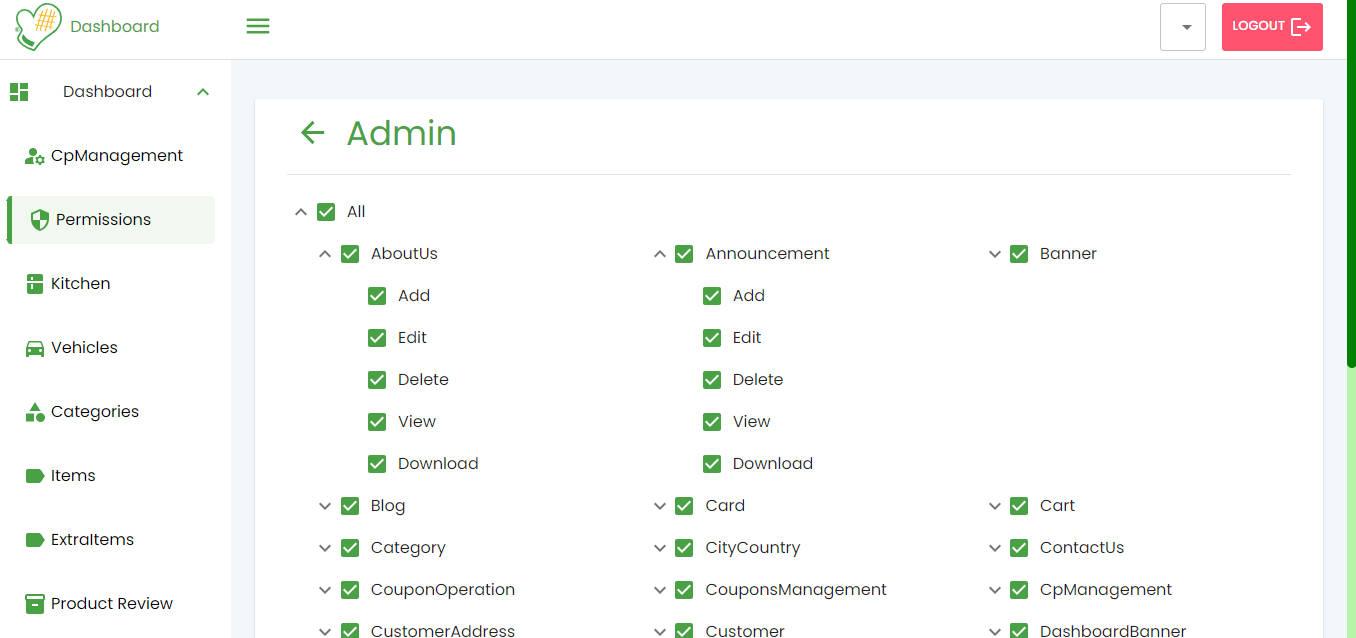 Dashboard
LOGOUT
Dashboard
CpManagement
Permissions
Kitchen
Vehicles
Categories
Items
ExtraItems
Product Review
Admin
All
AboutUs Announcement Banner
Add Add
Edit Edit
Delete Delete
View View
Download Download
Blog Card Cart
Category CityCountry ContactUs
CouponOperation CouponsManagement CpManagement
CustomerAddress Customer DashboardBanner